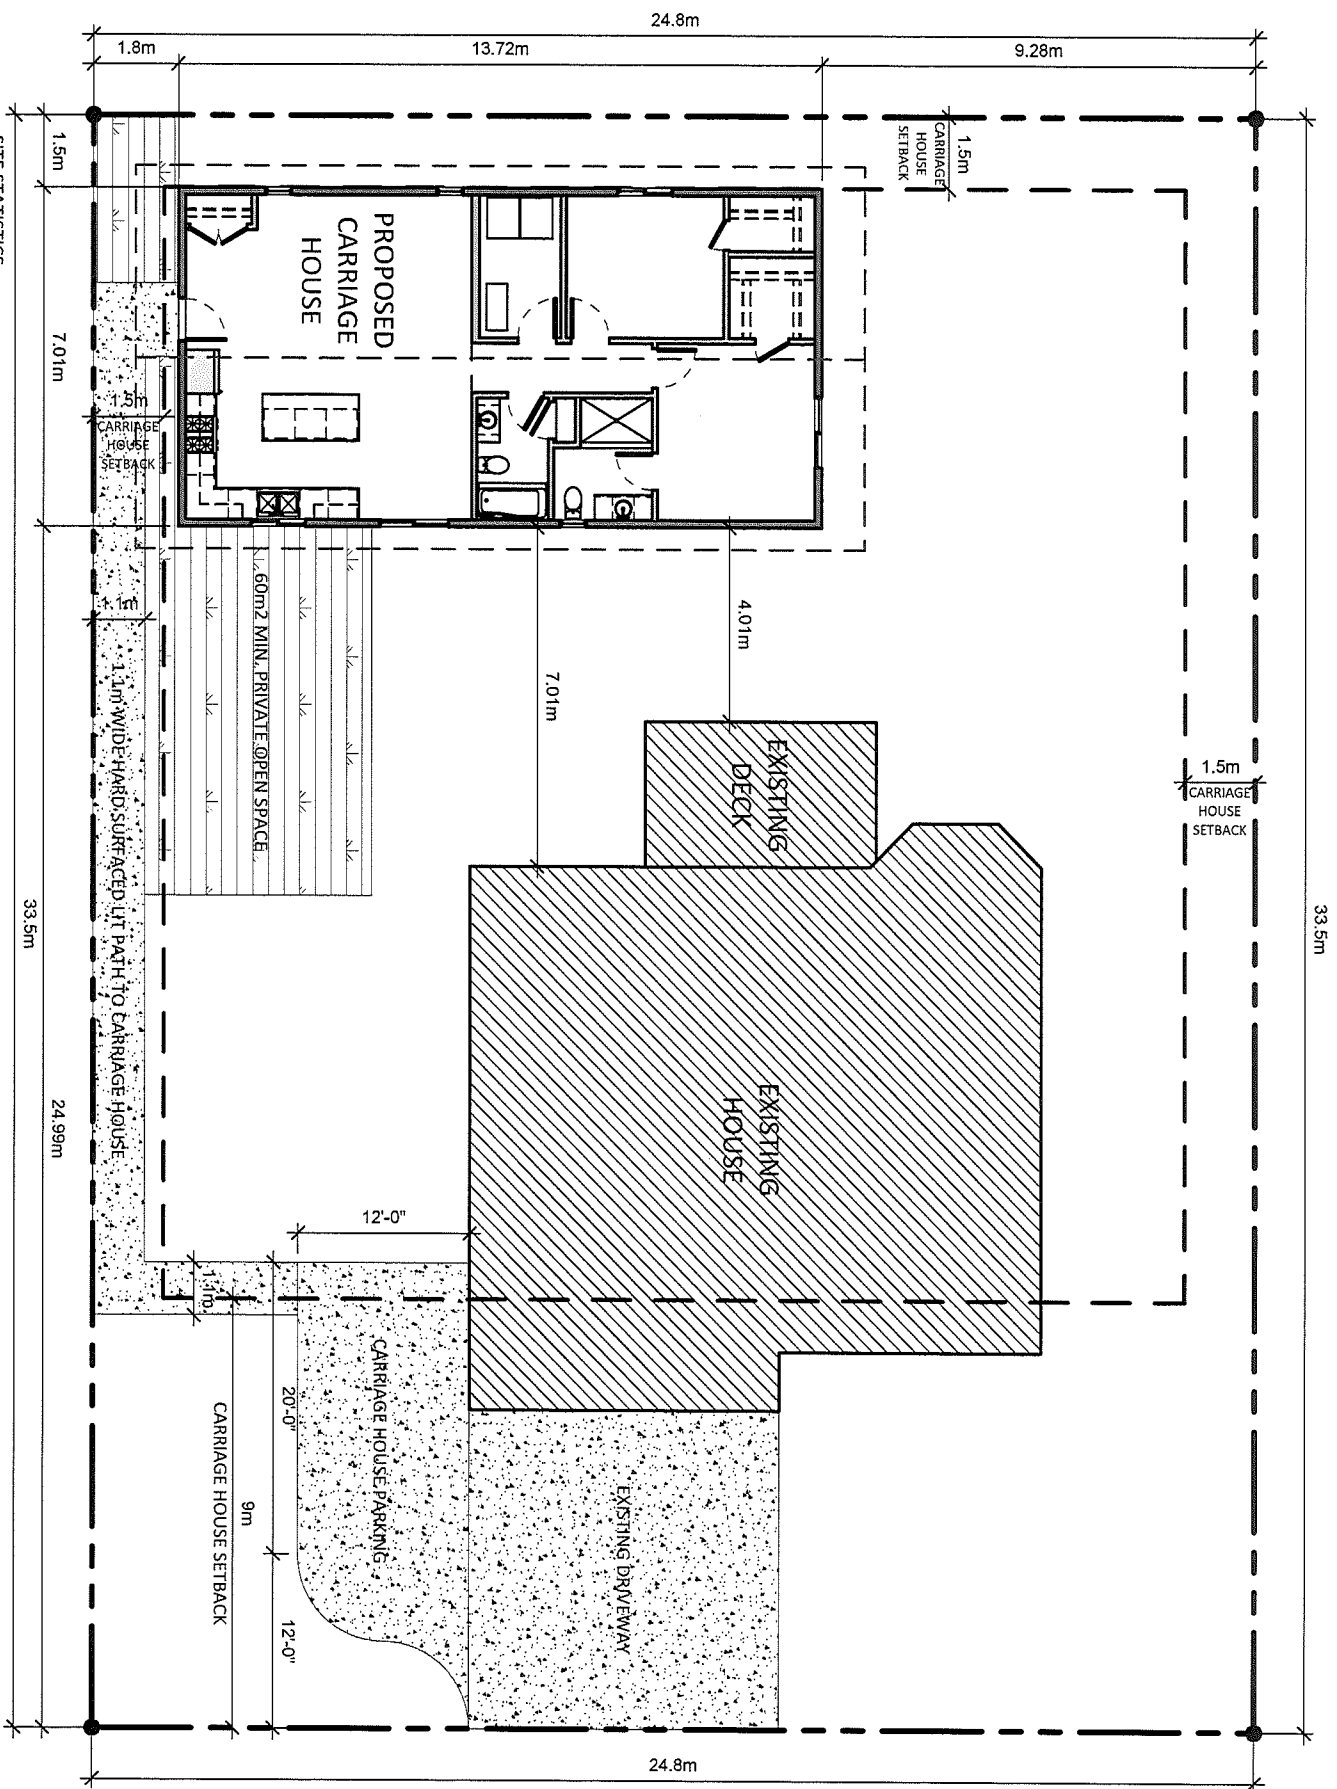 24.8m
1.8m
13.72m
9.28m
1.5m
CARRIAGE
HOUSE
SETBACK
1.5m
PROPOSED
CARRIAGE
HOUSE
7.01m
1.5m
CARRIAGE
HOUSE
SETBACK
1.1m
60m2 MIN. PRIVATE OPEN SPACE
4.01m
7.01m
EXISTING
DECK
1.5m
CARRIAGE
HOUSE
SETBACK
1.1m WIDE HARD SURFACED LIT PATH TO CARRIAGE HOUSE
33.5m
33.5m
24.99m
EXISTING
HOUSE
12'-0"
1.1m
20'-0"
CARRIAGE HOUSE PARKING
CARRIAGE HOUSE SETBACK
9m
12'-0"
EXISTING DRIVEWAY
24.8m